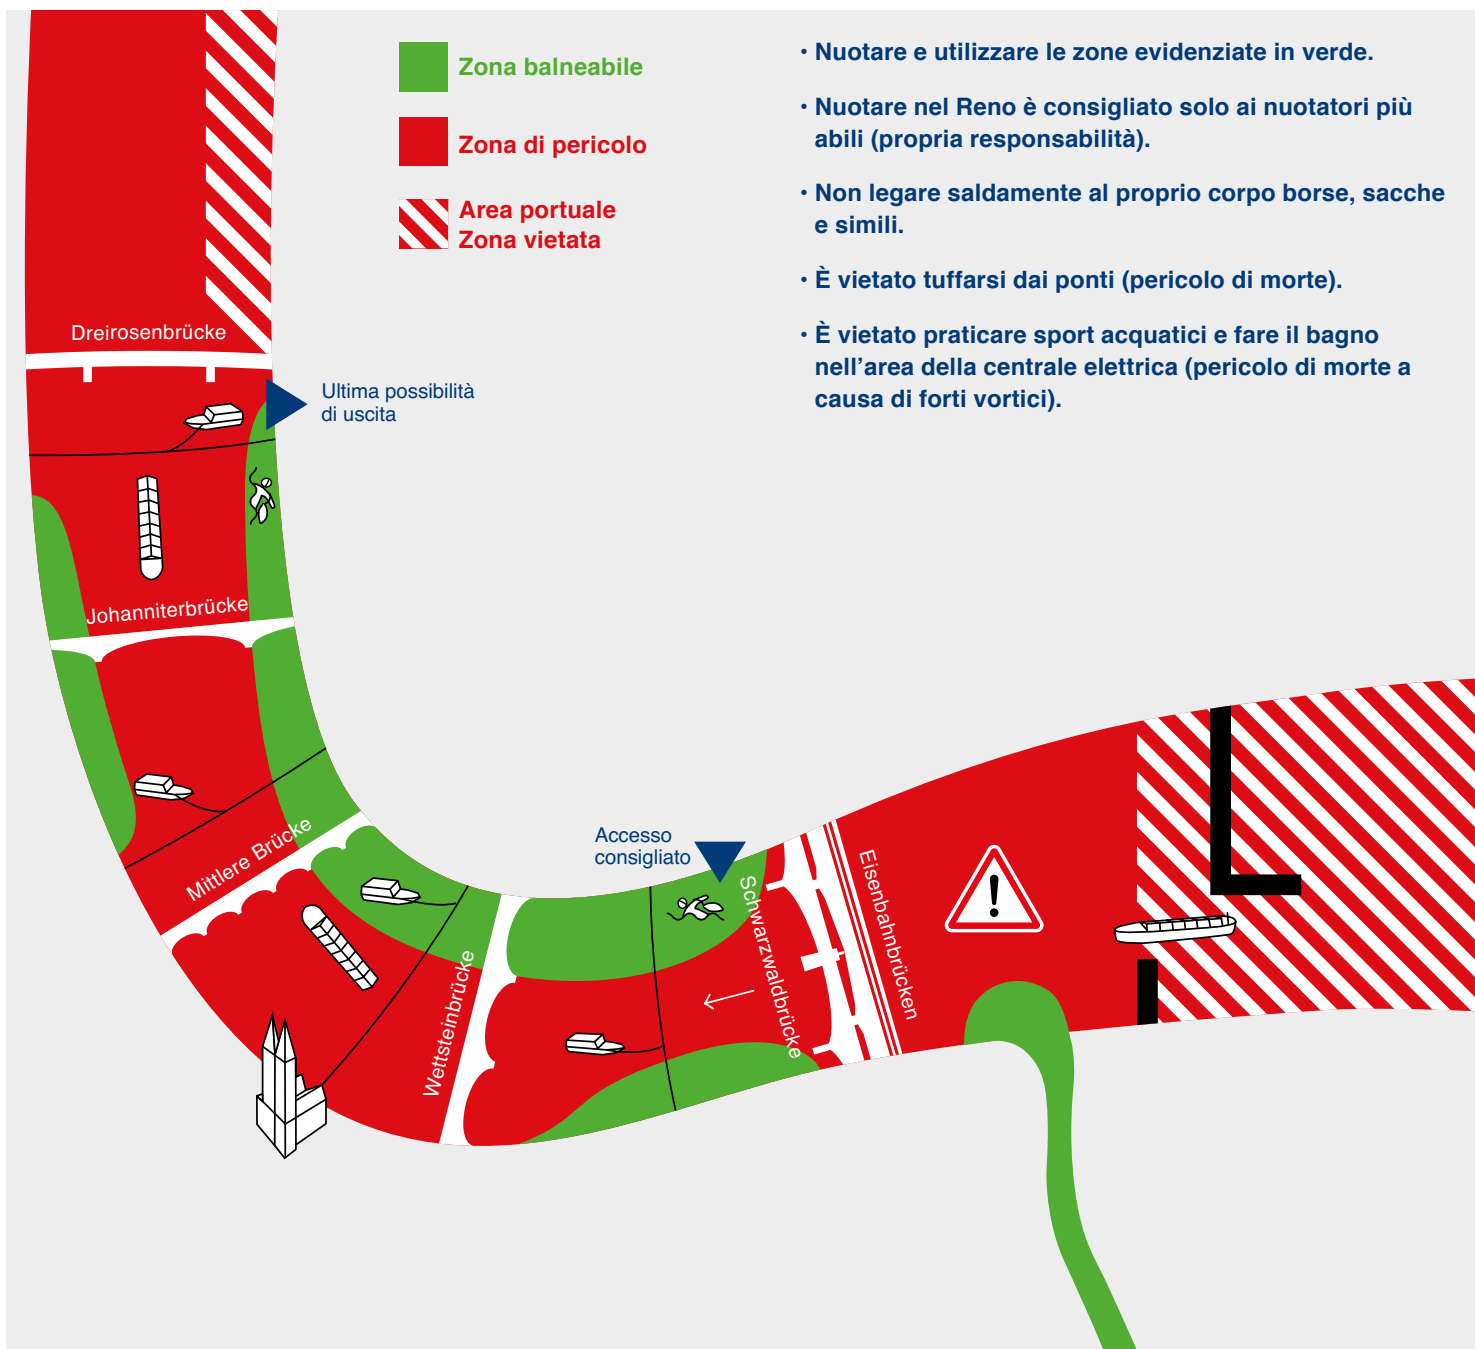 Zona balneabile
Zona di pericolo
Area portuale
Zona vietata
· Nuotare e utilizzare le zone evidenziate in verde.
· Nuotare nel Reno è consigliato solo ai nuotatori più
abili (propria responsabilità).
· Non legare saldamente al proprio corpo borse, sacche
e simili.
· È vietato tuffarsi dai ponti (pericolo di morte).
· È vietato praticare sport acquatici e fare il bagno
nell’area della centrale elettrica (pericolo di morte a
causa di forti vortici).
Dreirosenbrücke
Ultima possibilità
di uscita
Johanniterbrücke
Mittlere Brücke
Accesso
consigliato
Wettsteinbrücke
Schwarzwaldbrücke
Eisenbahnbrücken
!